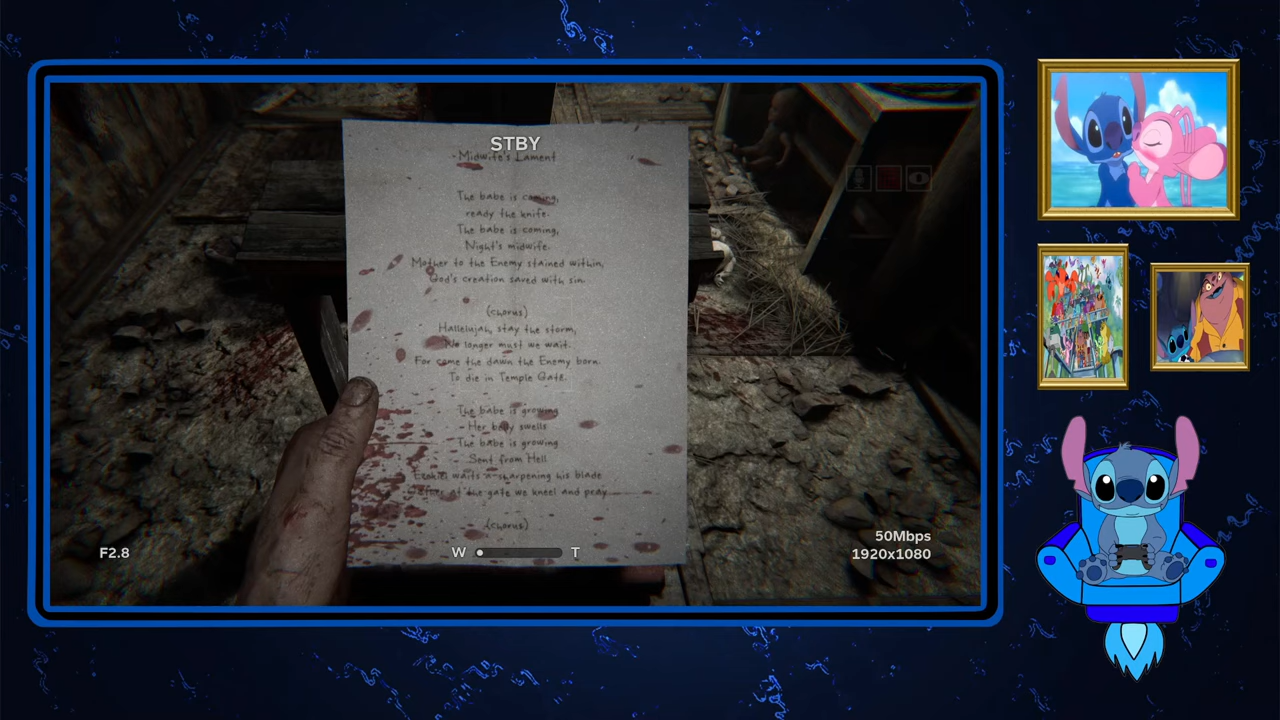 STBY
- Midwife's Lament
The babe is coming,
ready the knife.
The babe is coming,
Night's midwife.
Mother to the Enemy stained within,
God's creation saved with sin.
(chorus)
Hallelujah, stay the storm,
No longer must we wait.
For come the dawn the Enemy born.
To die in Temple Gate.
The babe is growing
Her belly swells
The babe is growing
Sent from Hell
Ezekiel waits a-sharpening his blade
at the gate we kneel and pray
(chorus)
F2.8
W T
50Mbps
1920x1080